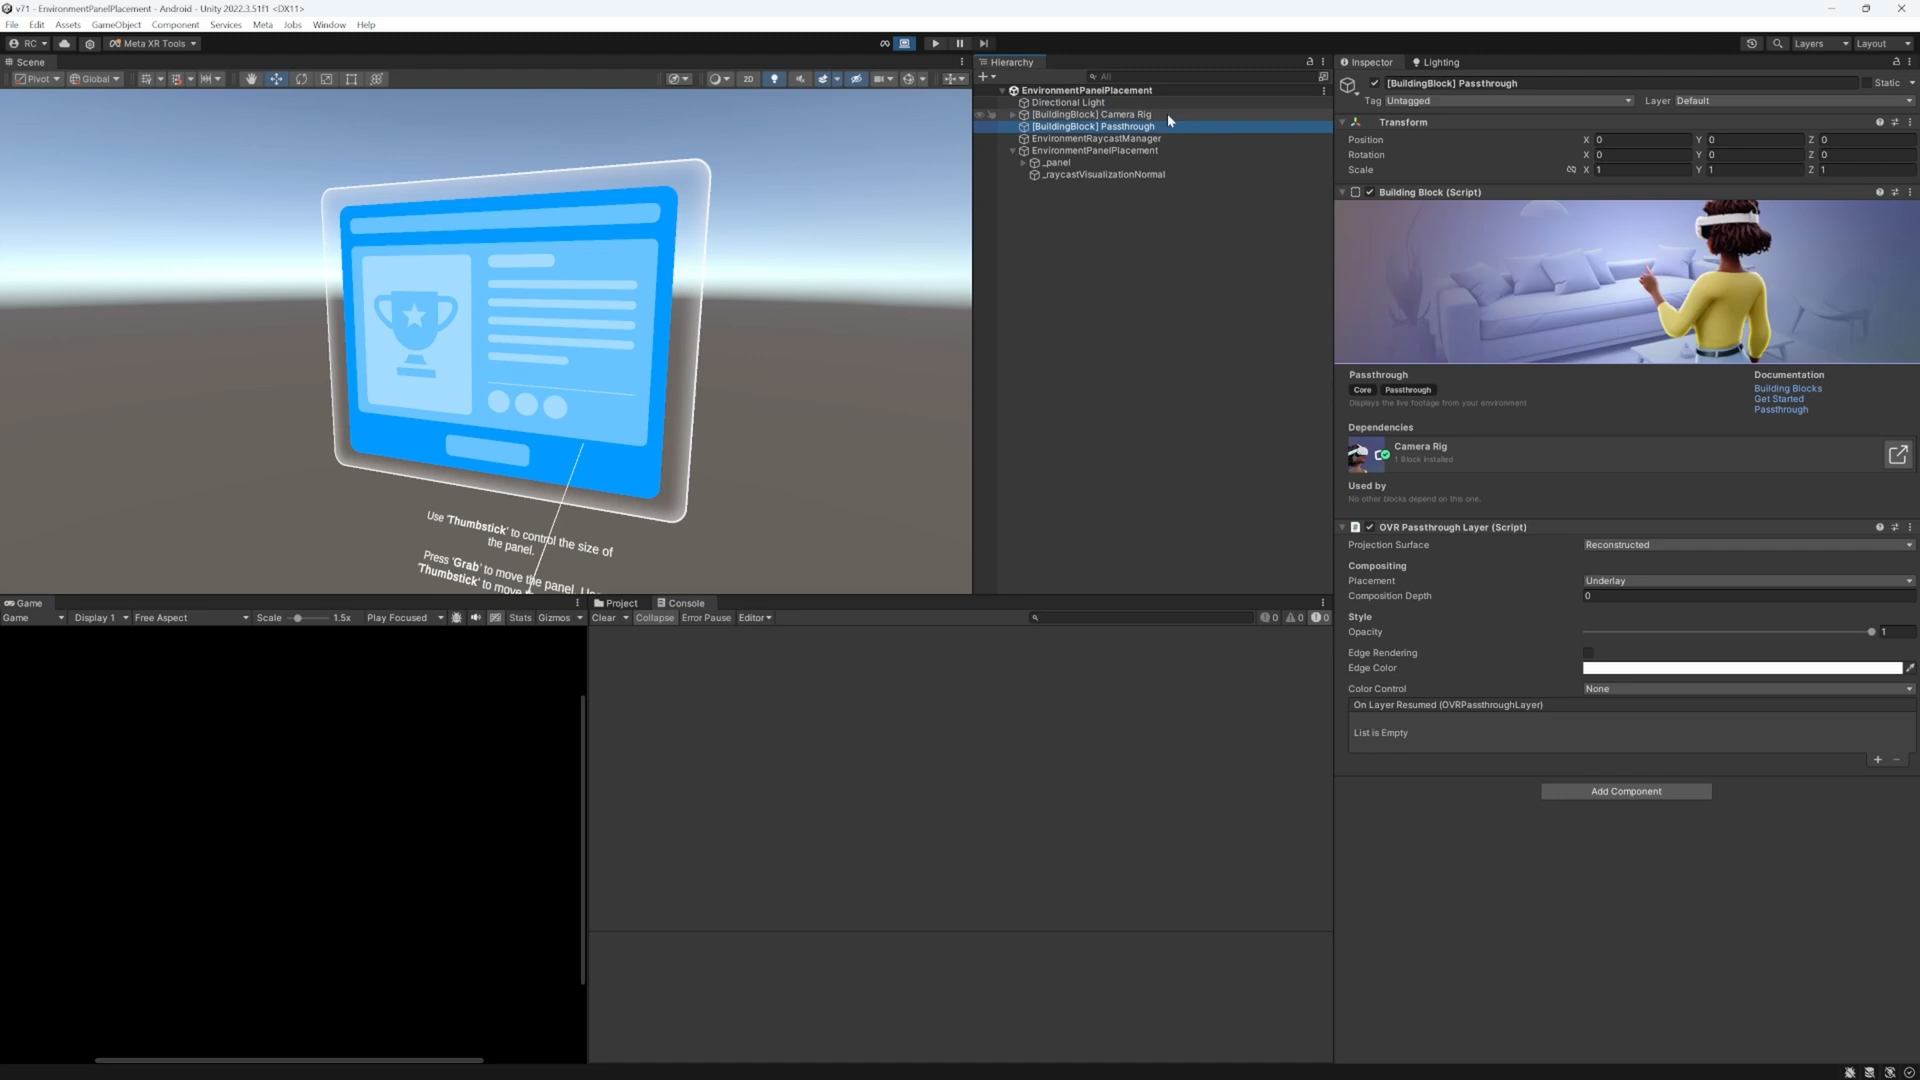 v71 - EnvironmentPanelPlacement - Android - Unity 2022.3.51f1 <DX11>
File Edit Assets GameObject Component Services Meta Jobs Window Help
RC Meta XR Tools Layers Layout
Scene
Pivot Global 2D
Use 'Thumbstick' to control the size of
the panel.
Press 'Grab' to move the panel.
'Thumbstick' to move
Hierarchy
All
EnvironmentPanelPlacement
Directional Light
[BuildingBlock] Camera Rig
[BuildingBlock] Passthrough
EnvironmentRaycastManager
EnvironmentPanelPlacement
_panel
_raycastVisualizationNormal
Game
Game Display 1 Free Aspect Scale 1.5x Play Focused Stats Gizmos
Project Console
Clear Collapse Error Pause Editor 0 0 0
Inspector Lighting
[BuildingBlock] Passthrough Static
Tag Untagged Layer Default
Transform
Position X 0 Y 0 Z 0
Rotation X 0 Y 0 Z 0
Scale X 1 Y 1 Z 1
Building Block (Script)
Passthrough
Core Passthrough
Displays the live footage from your environment
Documentation
Building Blocks
Get Started
Passthrough
Dependencies
Camera Rig
1 Block installed
Used by
No other blocks depend on this one.
OVR Passthrough Layer (Script)
Projection Surface Reconstructed
Compositing
Placement Underlay
Composition Depth 0
Style
Opacity 1
Edge Rendering
Edge Color
Color Control None
On Layer Resumed (OVRPassthroughLayer)
List is Empty
Add Component